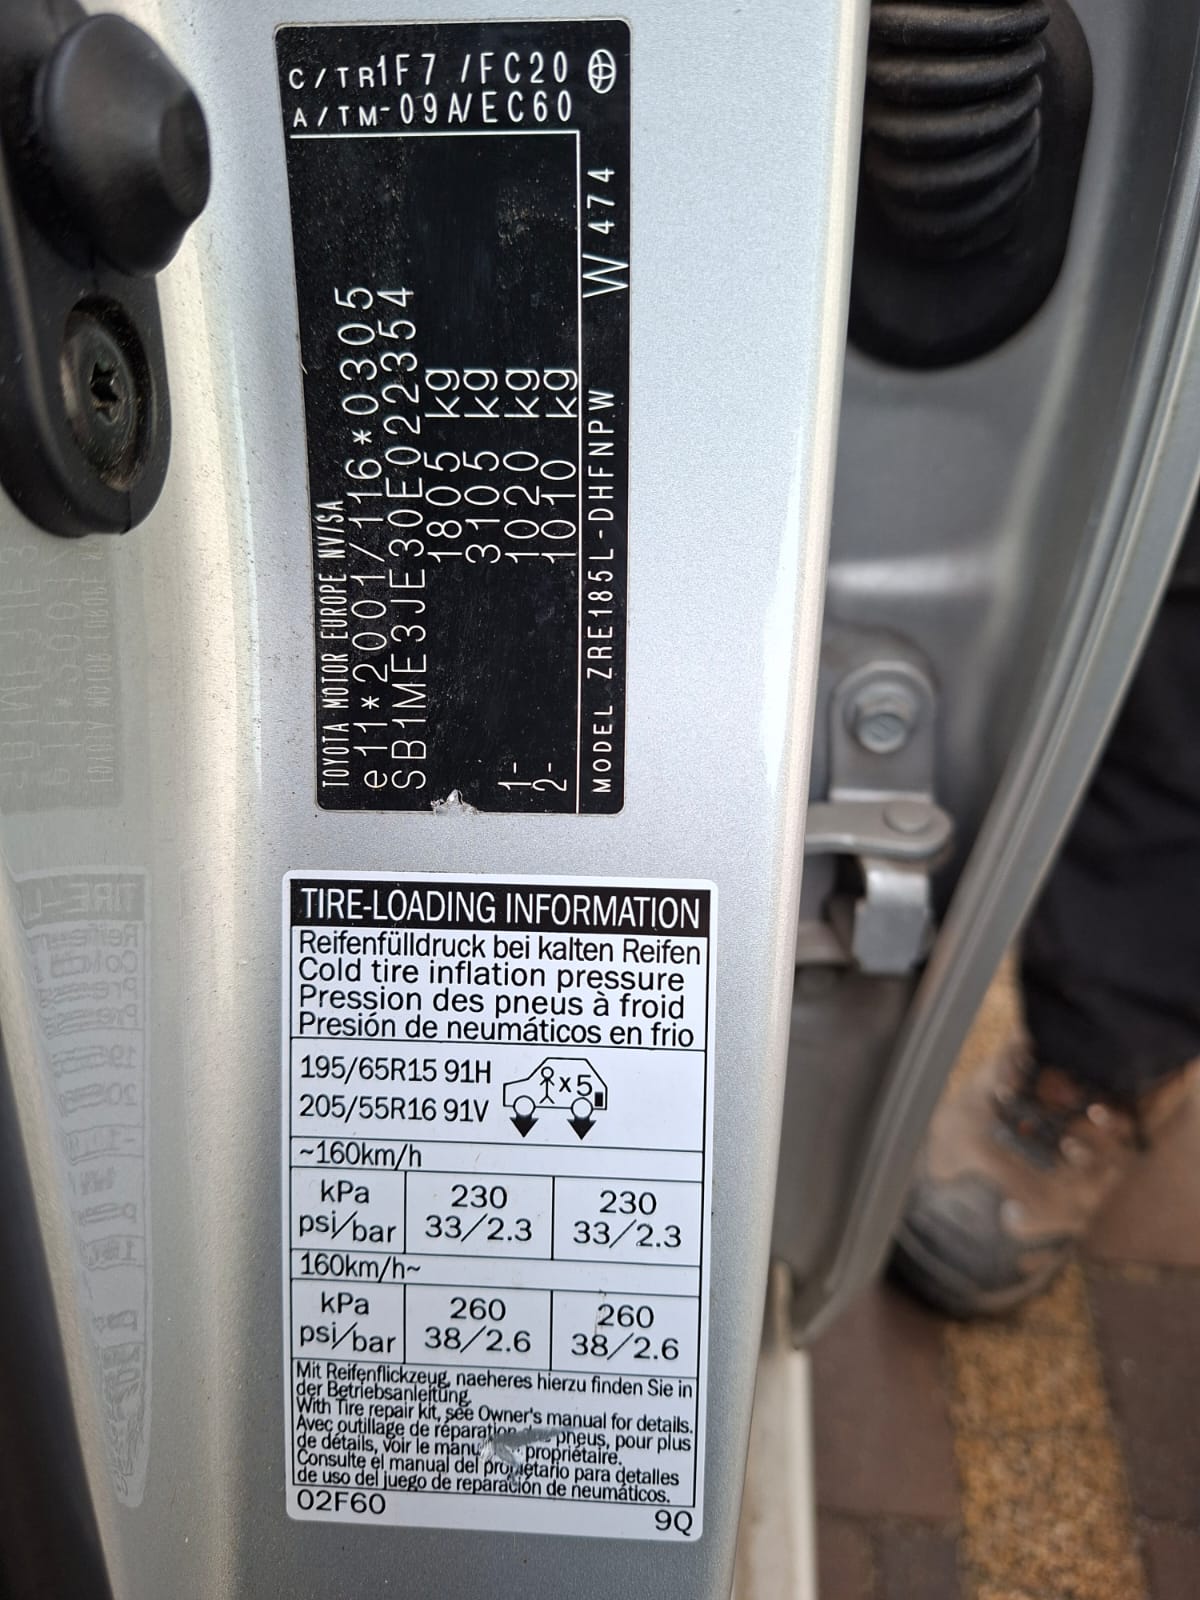 C/TR1F7 /FC20
A/TM-09A/EC60
TOYOTA MOTOR EUROPE NV/SA
e11*2001/116*0305
SB1ME3JE30E022354
1805 kg
3105 kg
1- 1020 kg
2- 1010 kg
MODEL ZRE185L-DHFNPW W474
TIRE-LOADING INFORMATION
Reifenfülldruck bei kalten Reifen
Cold tire inflation pressure
Pression des pneus à froid
Presión de neumáticos en frio
195/65R15 91H
205/55R16 91V
x5
~160km/h
kPa 230 230
psi/bar 33/2.3 33/2.3
160km/h~
kPa 260 260
psi/bar 38/2.6 38/2.6
Mit Reifenflickzeug, naeheres hierzu finden Sie in
der Betriebsanleitung.
With Tire repair kit, see Owner's manual for details.
Avec outillage de réparation pneus, pour plus
de détails, voir le propriétaire.
Consulte el manual del propietario para detalles
de uso del juego de reparación de neumáticos.
02F60 9Q